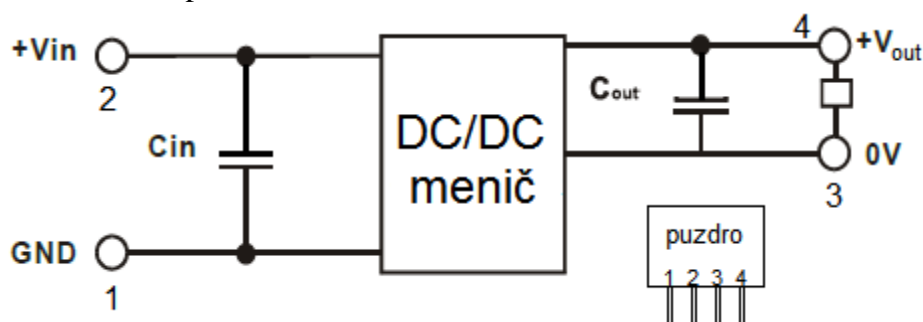 +Vin
2
Cin
GND
1
DC/DC
menič
Cout
4
+Vout
0V
3
puzdro
1 2 3 4